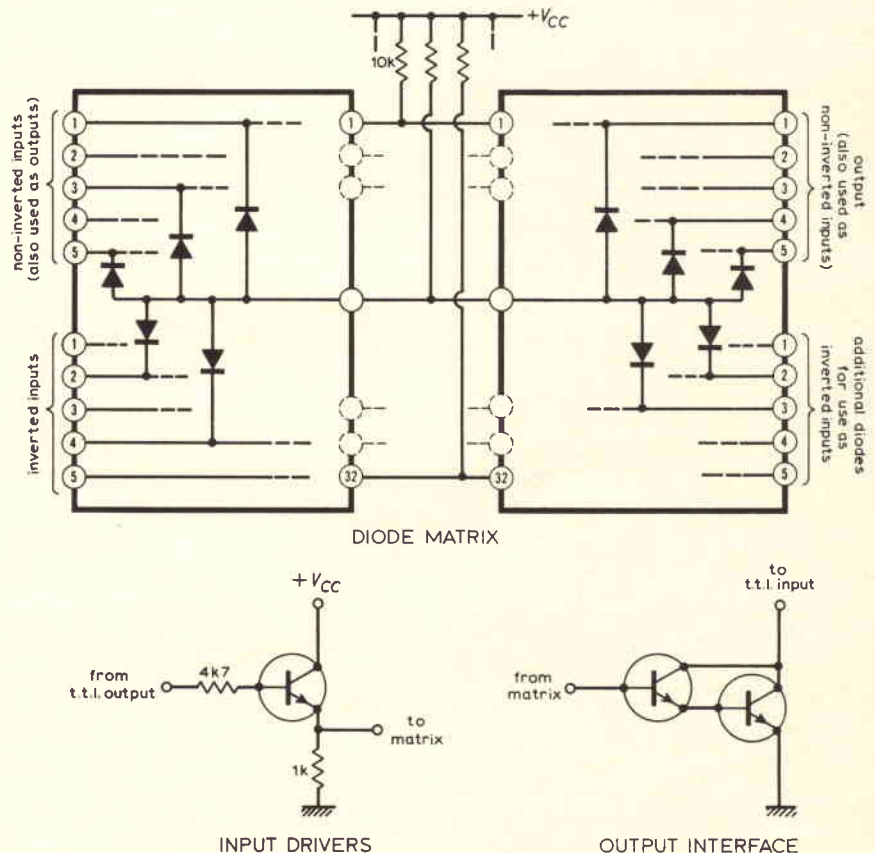 +VCC
10k
non-inverted inputs
(also used as outputs)
1
2
3
4
5
inverted inputs
1
2
3
4
5
1
32
1
32
output
(also used as
non-inverted
inputs)
1
2
3
4
5
additional diodes
for use as
inverted inputs
1
2
3
4
5
DIODE MATRIX
+VCC
from
t.t.l. output
4k7
to
matrix
1k
INPUT DRIVERS
to
t.t.l. input
from
matrix
OUTPUT INTERFACE